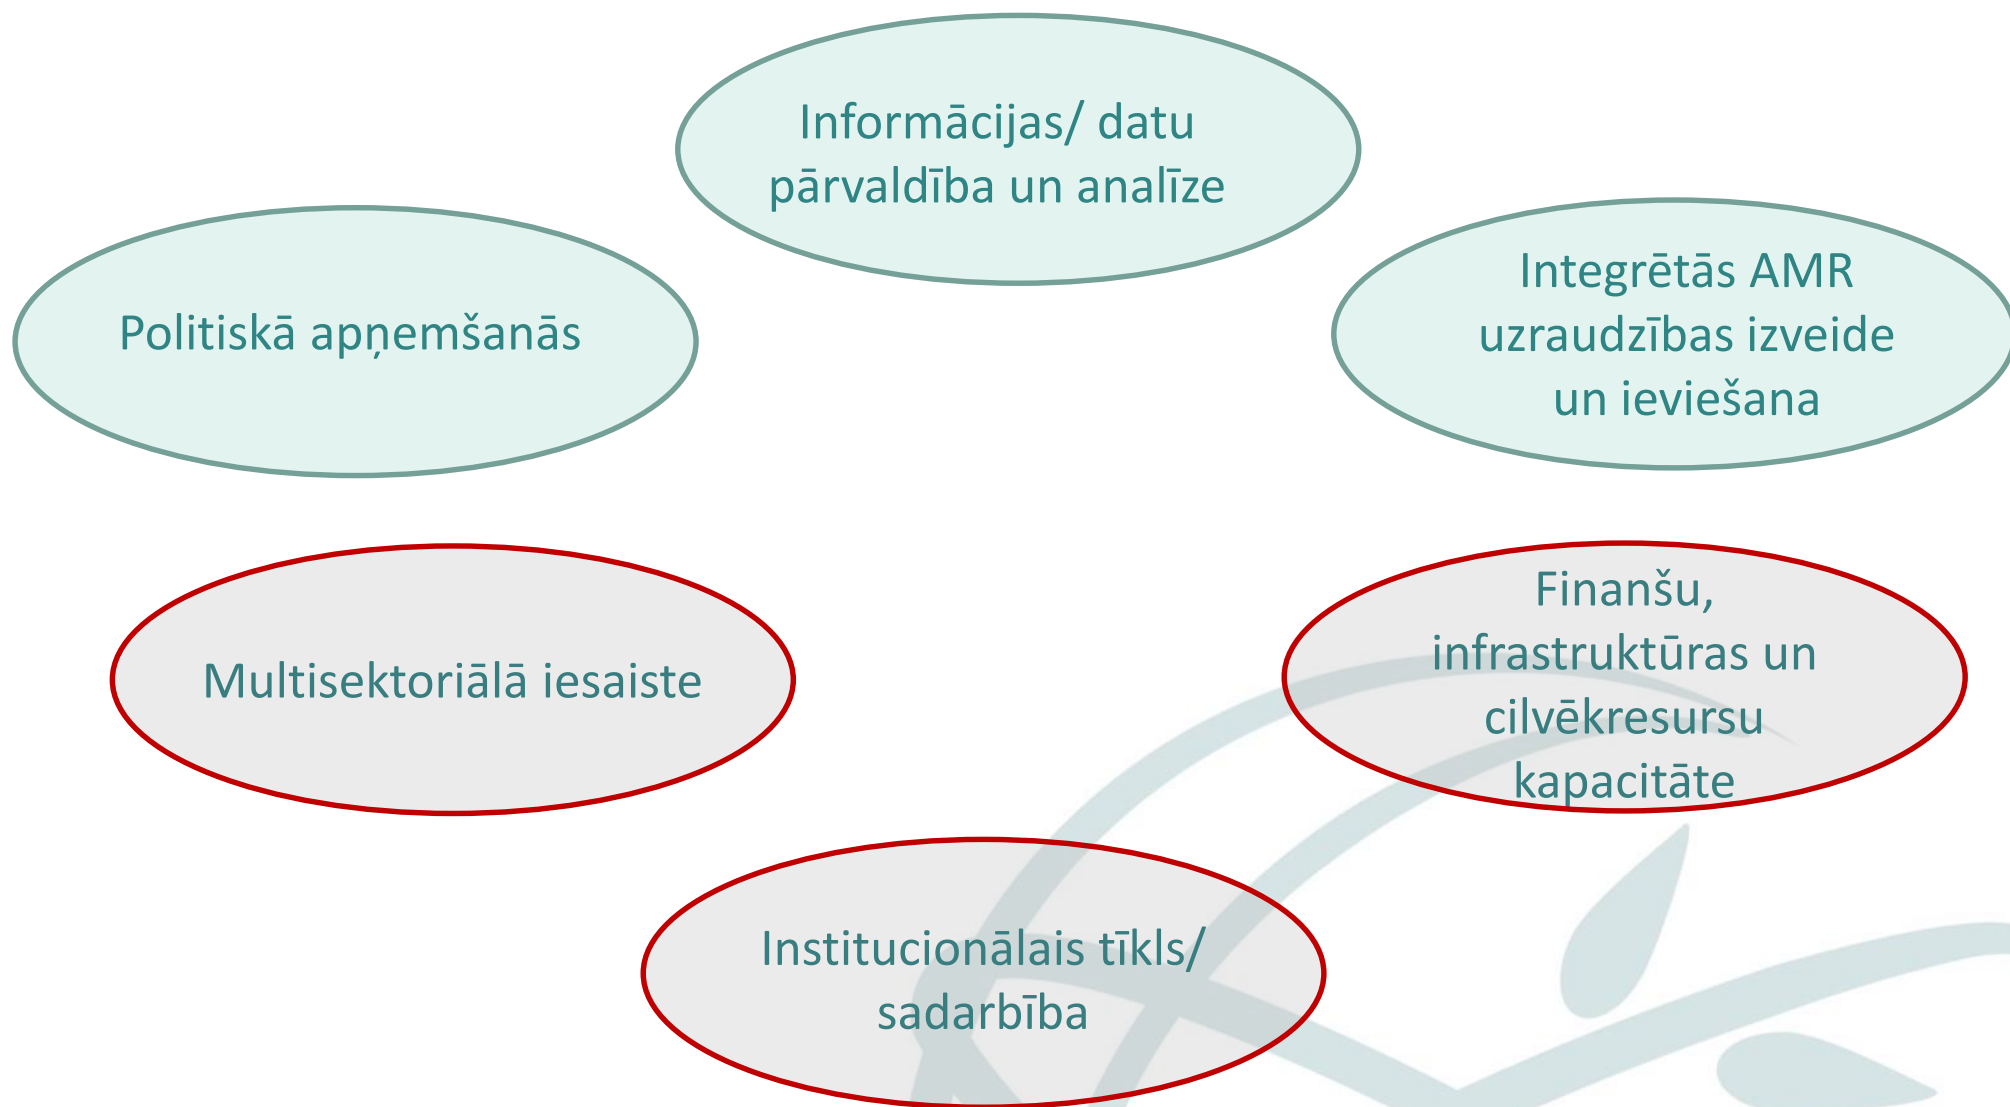 Informācijas/ datu
pārvaldība un analīze
Politiskā apņemšanās
Integrētās AMR
uzraudzības izveide
un ieviešana
Multisektoriālā iesaiste
Finanšu,
infrastruktūras un
cilvēkresursu
kapacitāte
Institucionālais tīkls/
sadarbība